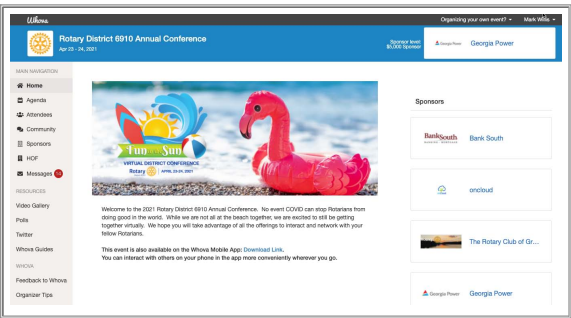 Whova
Organizing your own event?
Mark Willis
Rotary District 6910 Annual Conference
Apr 23 - 24, 2021
Sponsor level:
$5,000 Sponsor
Georgia Power
Georgia Power
MAIN NAVIGATION
Home
Agenda
Attendees
Community
Sponsors
HOF
Messages 14
RESOURCES
Video Gallery
Polls
Twitter
Whova Guides
WHOVA
Feedback to Whova
Organizer Tips
Fun in the Sun
VIRTUAL DISTRICT CONFERENCE
Rotary
APRIL 23-24, 2021
Welcome to the 2021 Rotary District 6910 Annual Conference. No event COVID can stop Rotarians from
doing good in the world. While we are not all at the beach together, we are excited to still be getting
together virtually. We hope you will take advantage of all the offerings to interact and network with your
fellow Rotarians.
This event is also available on the Whova Mobile App: Download Link.
You can interact with others on your phone in the app more conveniently wherever you go.
Sponsors
BankSouth
Bank South
oncloud
The Rotary Club of Gr...
Georgia Power
Georgia Power